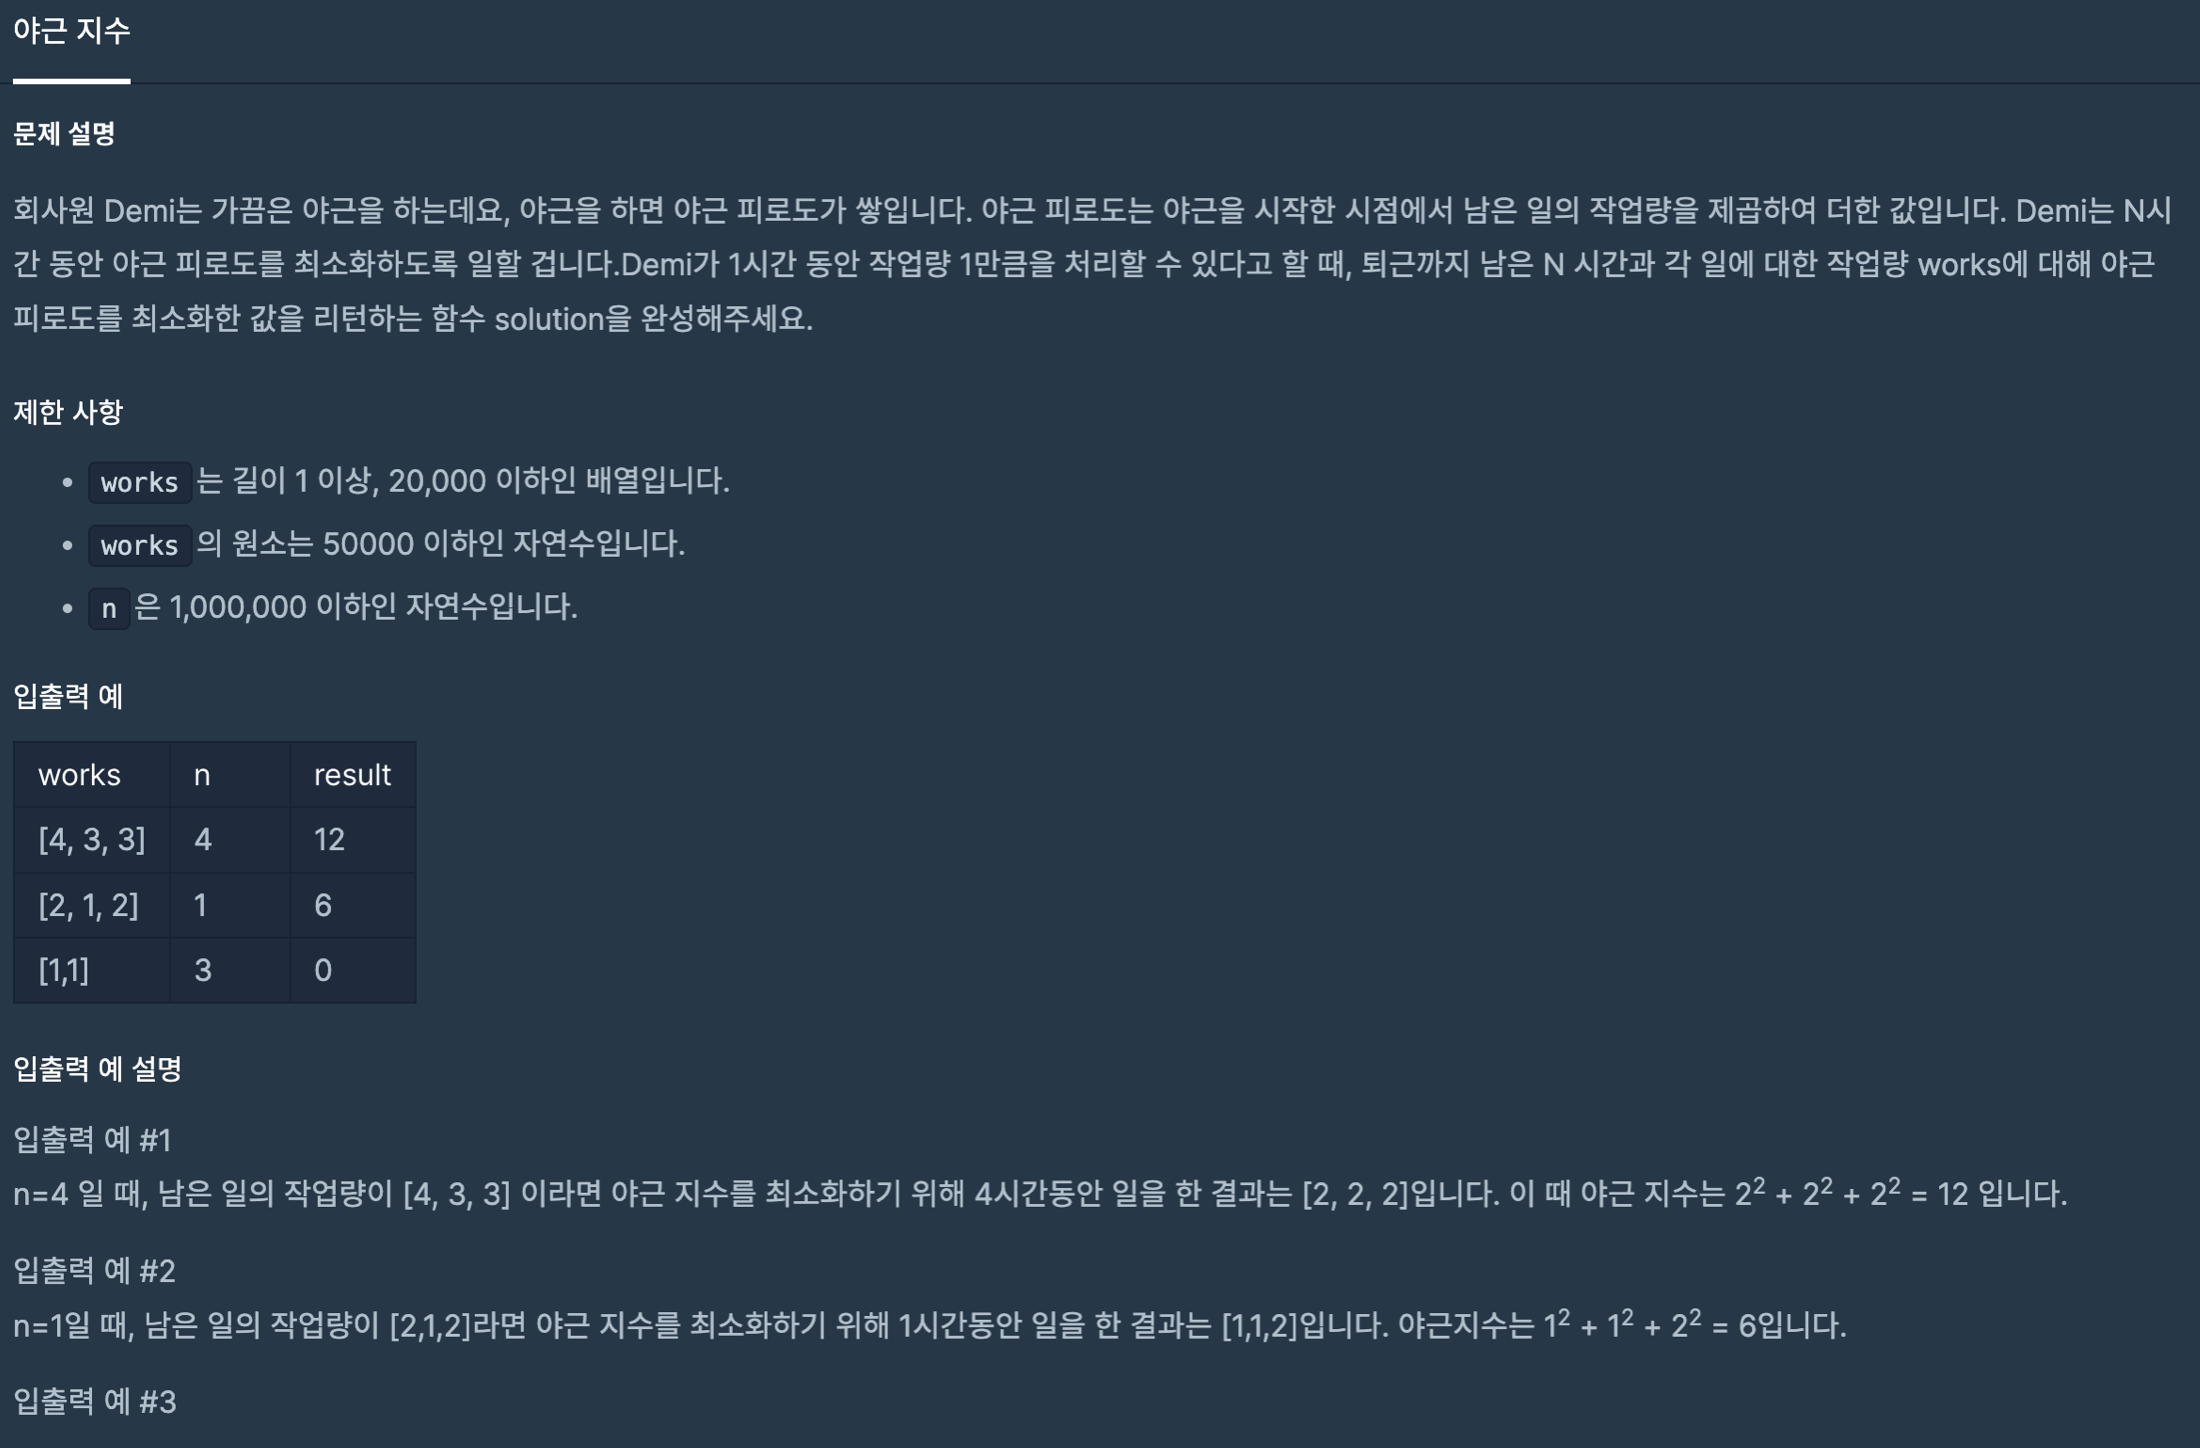 야근 지수
문제 설명
회사원 Demi는 가끔은 야근을 하는데요, 야근을 하면 야근 피로도가 쌓입니다. 야근 피로도는 야근을 시작한 시점에서 남은 일의 작업량을 제곱하여 더한 값입니다. Demi는 N시
간 동안 야근 피로도를 최소화하도록 일할 겁니다.Demi가 1시간 동안 작업량 1만큼을 처리할 수 있다고 할 때, 퇴근까지 남은 N 시간과 각 일에 대한 작업량 works에 대해 야근
피로도를 최소화한 값을 리턴하는 함수 solution을 완성해주세요.
제한 사항
• works는 길이 1 이상, 20,000 이하인 배열입니다.
• works의 원소는 50000 이하인 자연수입니다.
• n은 1,000,000 이하인 자연수입니다.
입출력 예
works n result
[4, 3, 3] 4 12
[2, 1, 2] 1 6
[1,1] 3 0
입출력 예 설명
입출력 예 #1
n=4 일 때, 남은 일의 작업량이 [4, 3, 3] 이라면 야근 지수를 최소화하기 위해 4시간동안 일을 한 결과는 [2, 2, 2]입니다. 이 때 야근 지수는 2² + 2² + 2² = 12 입니다.
입출력 예 #2
n=1일 때, 남은 일의 작업량이 [2,1,2]라면 야근 지수를 최소화하기 위해 1시간동안 일을 한 결과는 [1,1,2]입니다. 야근지수는 1² + 1² + 2² = 6입니다.
입출력 예 #3